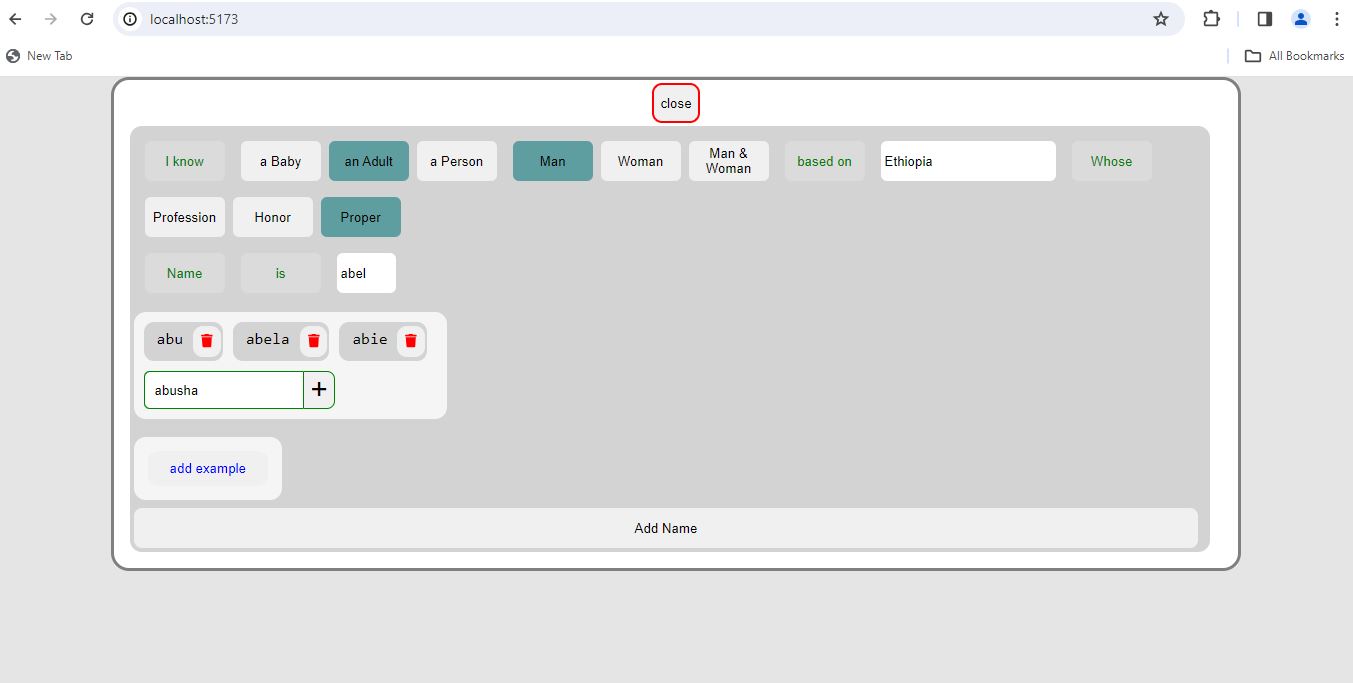 localhost:5173
New Tab
All Bookmarks
close
I know a Baby an Adult a Person Man Woman Man & Woman based on Ethiopia Whose
Profession Honor Proper
Name is abel
abu abela abie
abusha +
add example
Add Name